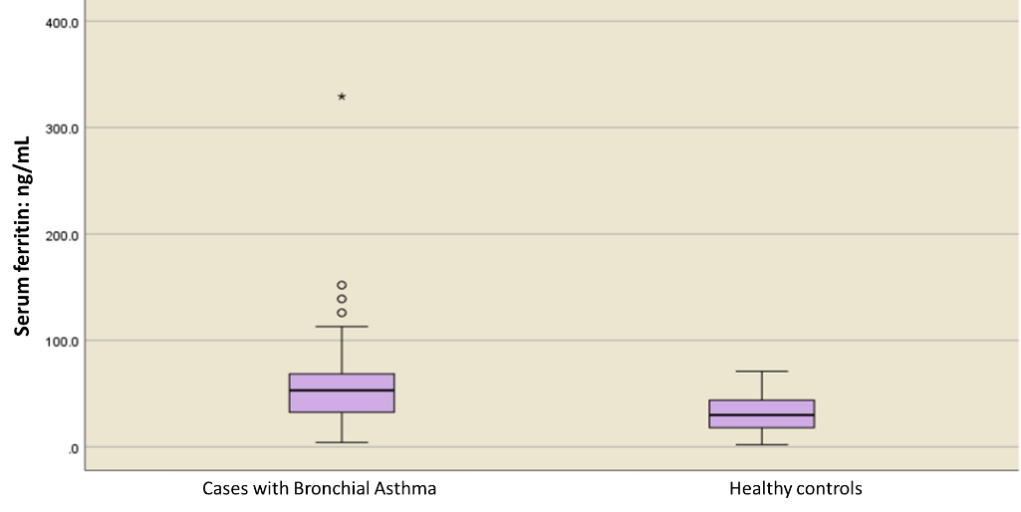 400.0
300.0
200.0
100.0
.0
Serum ferritin: ng/mL
Cases with Bronchial Asthma
Healthy controls